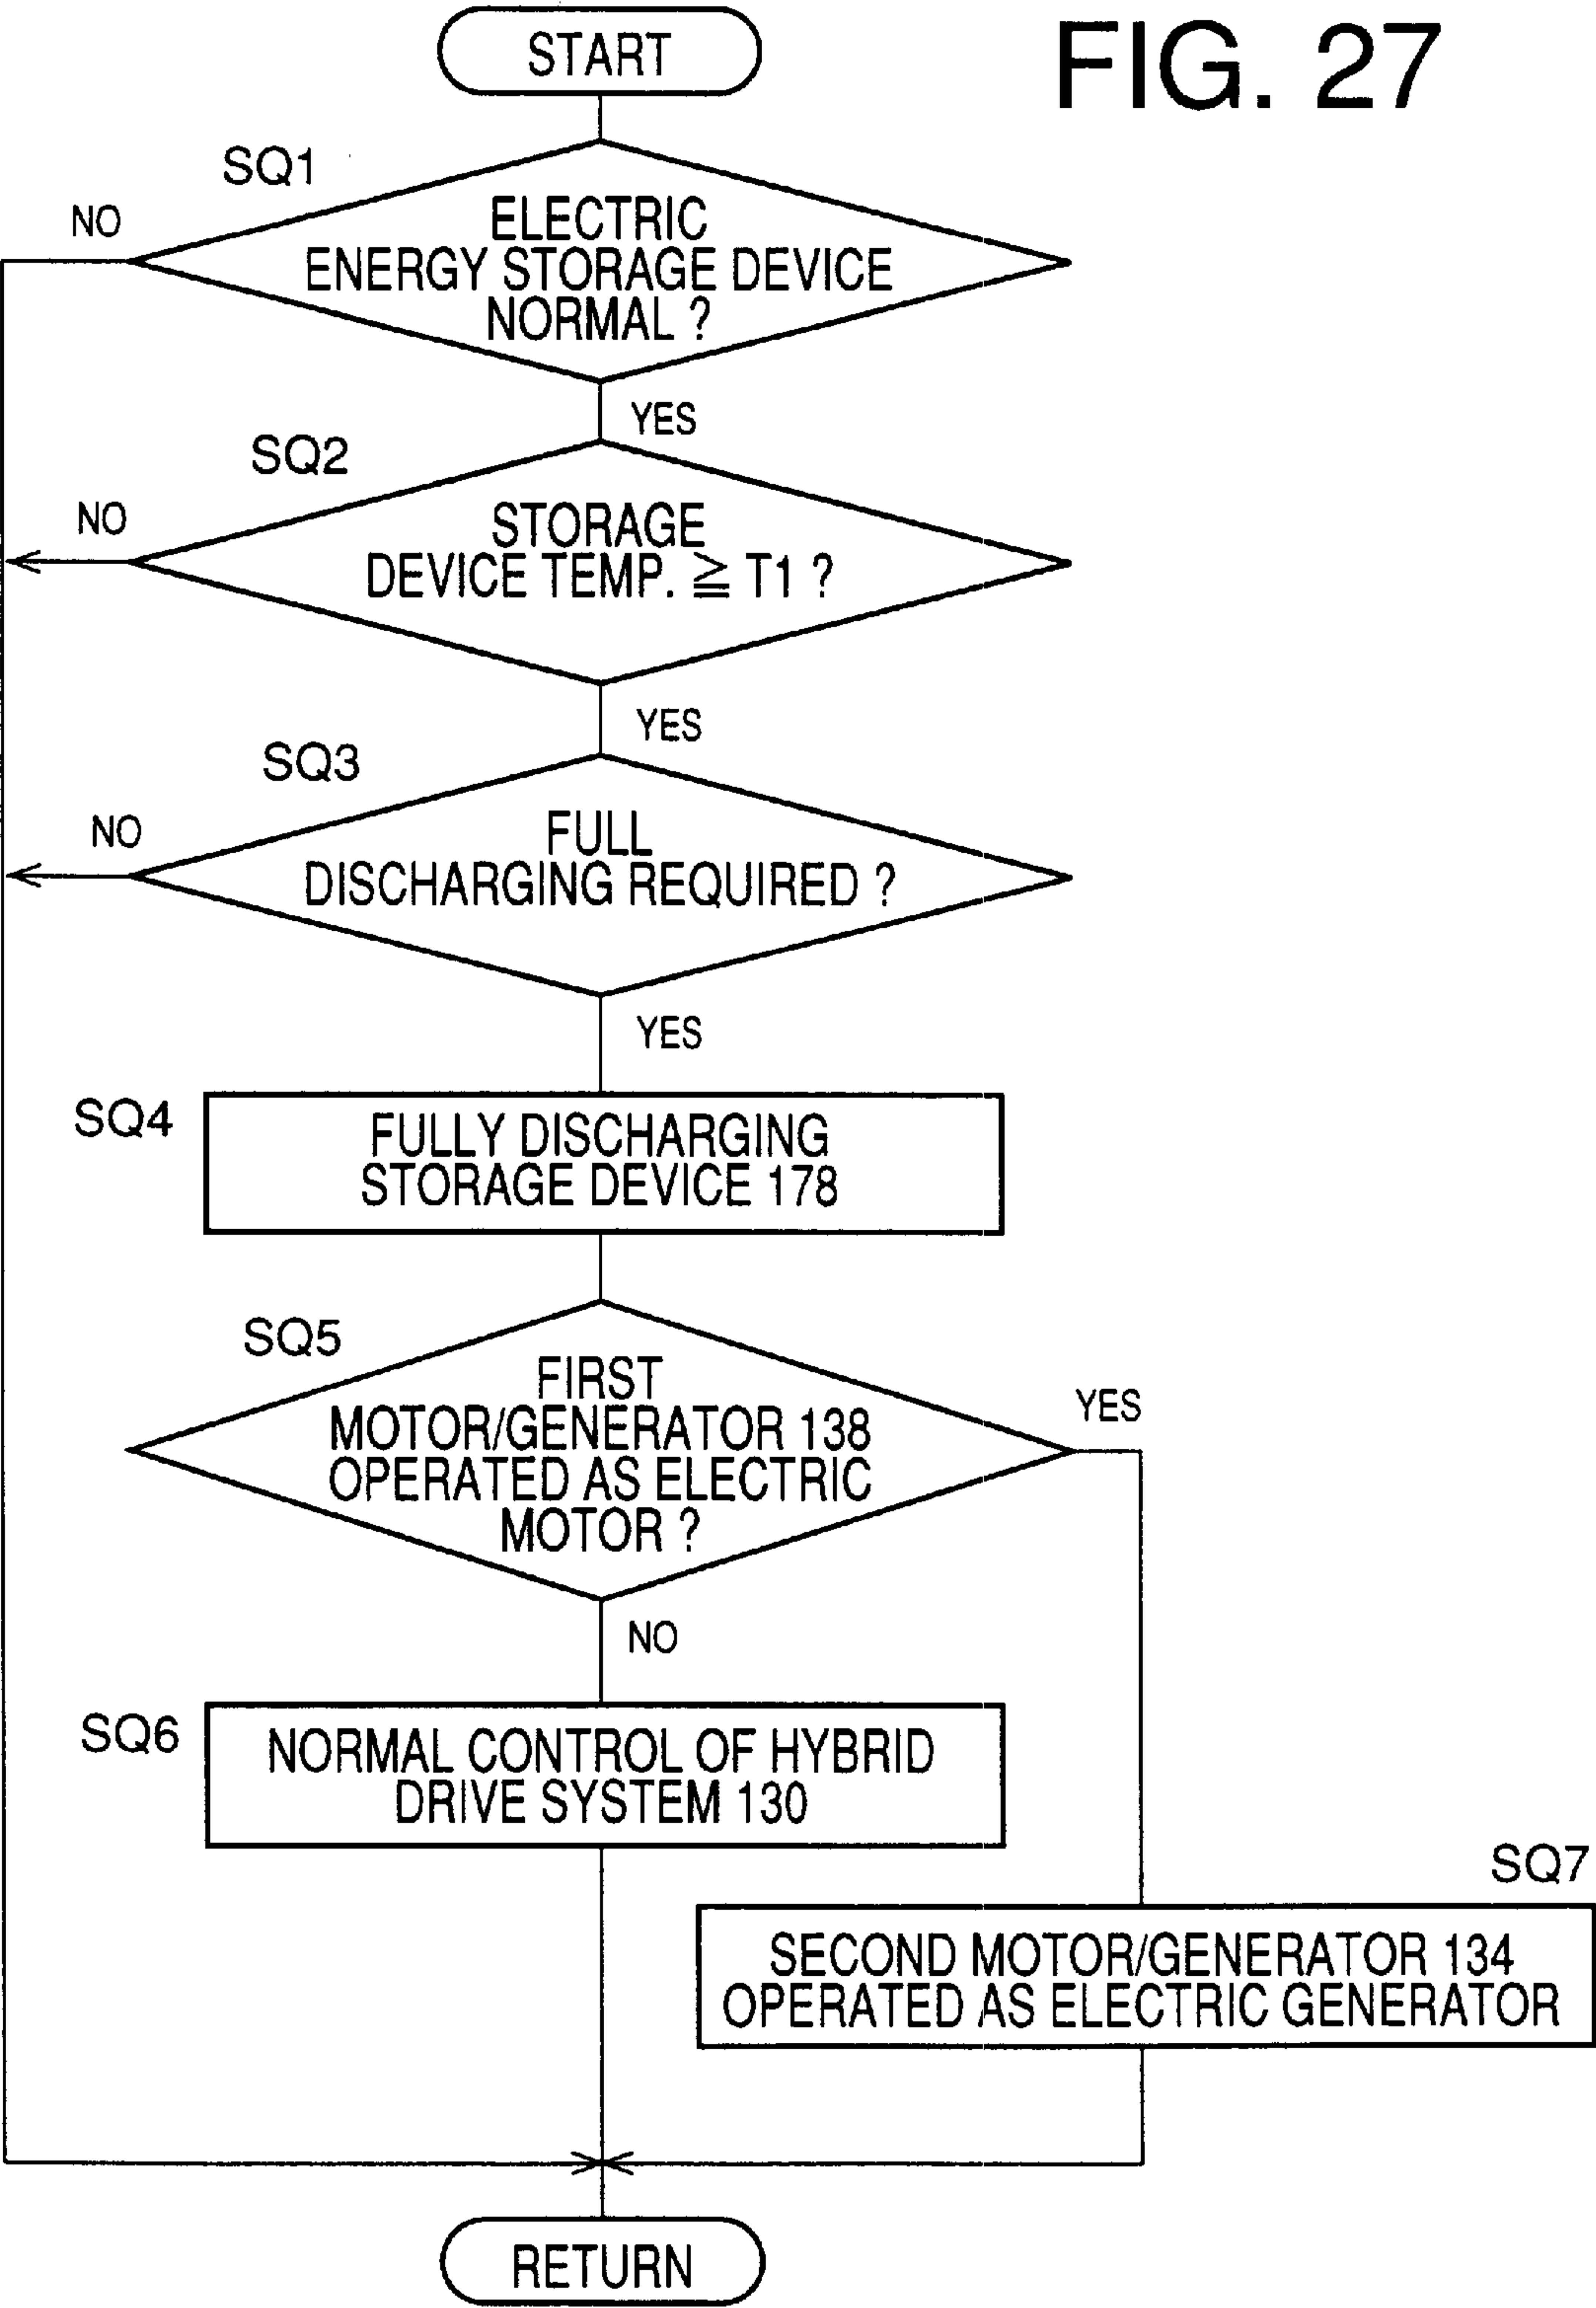 FIG. 27
START
SQ1
NO
ELECTRIC
ENERGY STORAGE DEVICE
NORMAL ?
YES
SQ2
NO
STORAGE
DEVICE TEMP. ≧ T1 ?
YES
SQ3
NO
FULL
DISCHARGING REQUIRED ?
YES
SQ4
FULLY DISCHARGING
STORAGE DEVICE 178
SQ5
FIRST
MOTOR/GENERATOR 138
OPERATED AS ELECTRIC
MOTOR ?
YES
NO
SQ6
NORMAL CONTROL OF HYBRID
DRIVE SYSTEM 130
SQ7
SECOND MOTOR/GENERATOR 134
OPERATED AS ELECTRIC GENERATOR
RETURN